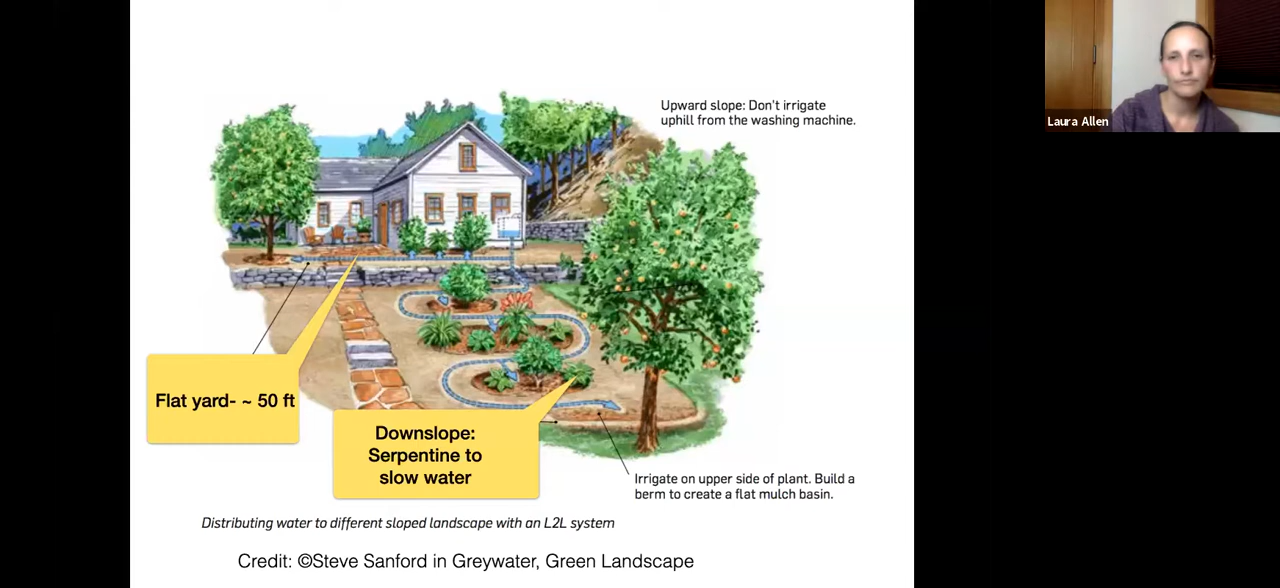 Upward slope: Don't irrigate
uphill from the washing machine.
Laura Allen
Flat yard- ~ 50 ft
Downslope:
Serpentine to
slow water
Irrigate on upper side of plant. Build a
berm to create a flat mulch basin.
Distributing water to different sloped landscape with an L2L system
Credit: ©Steve Sanford in Greywater, Green Landscape